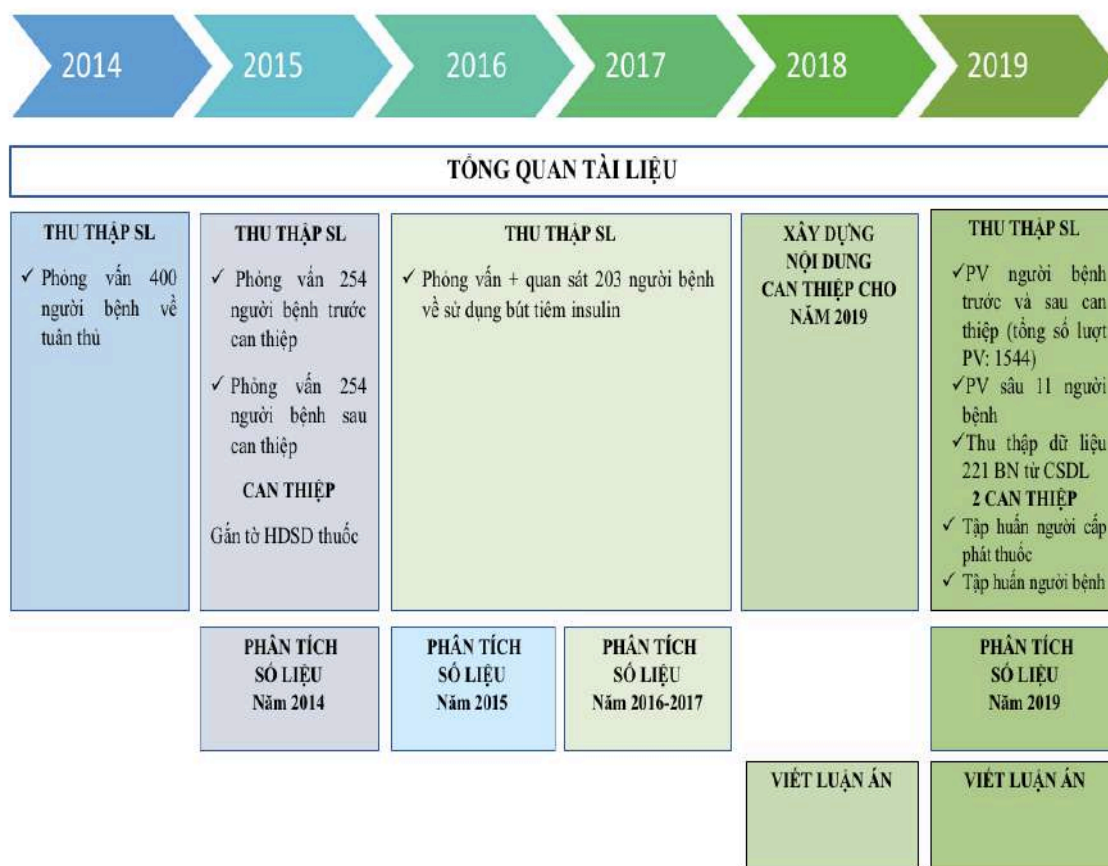 2014
2015
2016
2017
2018
2019
TỔNG QUAN TÀI LIỆU
THU THẬP SL
✓ Phỏng vấn 400
người bệnh về
tuân thủ
THU THẬP SL
✓ Phỏng vấn 254
người bệnh trước
can thiệp
✓ Phỏng vấn 254
người bệnh sau
can thiệp
CAN THIỆP
Gắn tờ HDSD thuốc
THU THẬP SL
✓ Phỏng vấn + quan sát 203 người bệnh
về sử dụng bút tiêm insulin
XÂY DỰNG
NỘI DUNG
CAN THIỆP CHO
NĂM 2019
THU THẬP SL
✓PV người bệnh
trước và sau can
thiệp (tổng số lượt
PV: 1544)
✓PV sâu 11 người
bệnh
✓Thu thập dữ liệu
221 BN từ CSDL
2 CAN THIỆP
✓ Tập huấn người cấp
phát thuốc
✓ Tập huấn người bệnh
PHÂN TÍCH
SỐ LIỆU
Năm 2014
PHÂN TÍCH
SỐ LIỆU
Năm 2015
PHÂN TÍCH
SỐ LIỆU
Năm 2016-2017
PHÂN TÍCH
SỐ LIỆU
Năm 2019
VIẾT LUẬN ÁN
VIẾT LUẬN ÁN